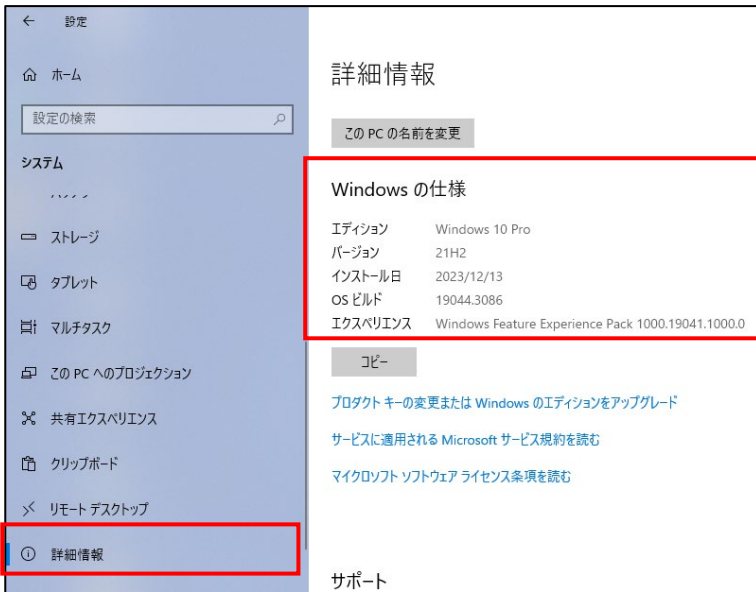 設定
ホーム
設定の検索
システム
ストレージ
タブレット
マルチタスク
この PC へのプロジェクション
共有エクスペリエンス
クリップボード
リモート デスクトップ
詳細情報
詳細情報
この PC の名前を変更
Windows の仕様
エディション Windows 10 Pro
バージョン 21H2
インストール日 2023/12/13
OS ビルド 19044.3086
エクスペリエンス Windows Feature Experience Pack 1000.19041.1000.0
コピー
プロダクト キーの変更または Windows のエディションをアップグレード
サービスに適用される Microsoft サービス規約を読む
マイクロソフト ソフトウェア ライセンス条項を読む
サポート